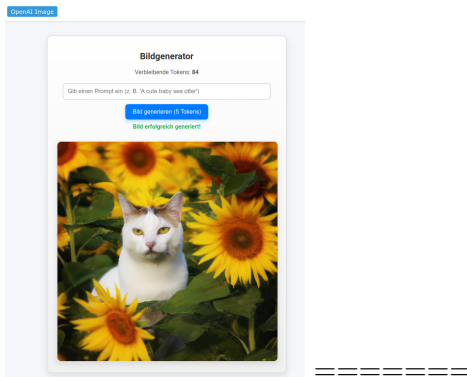 OpenAI Image
Bildgenerator
Verbleibende Tokens: 84
Gib einen Prompt ein (z. B. 'A cute baby sea otter')
Bild generieren (5 Tokens)
Bild erfolgreich generiert!